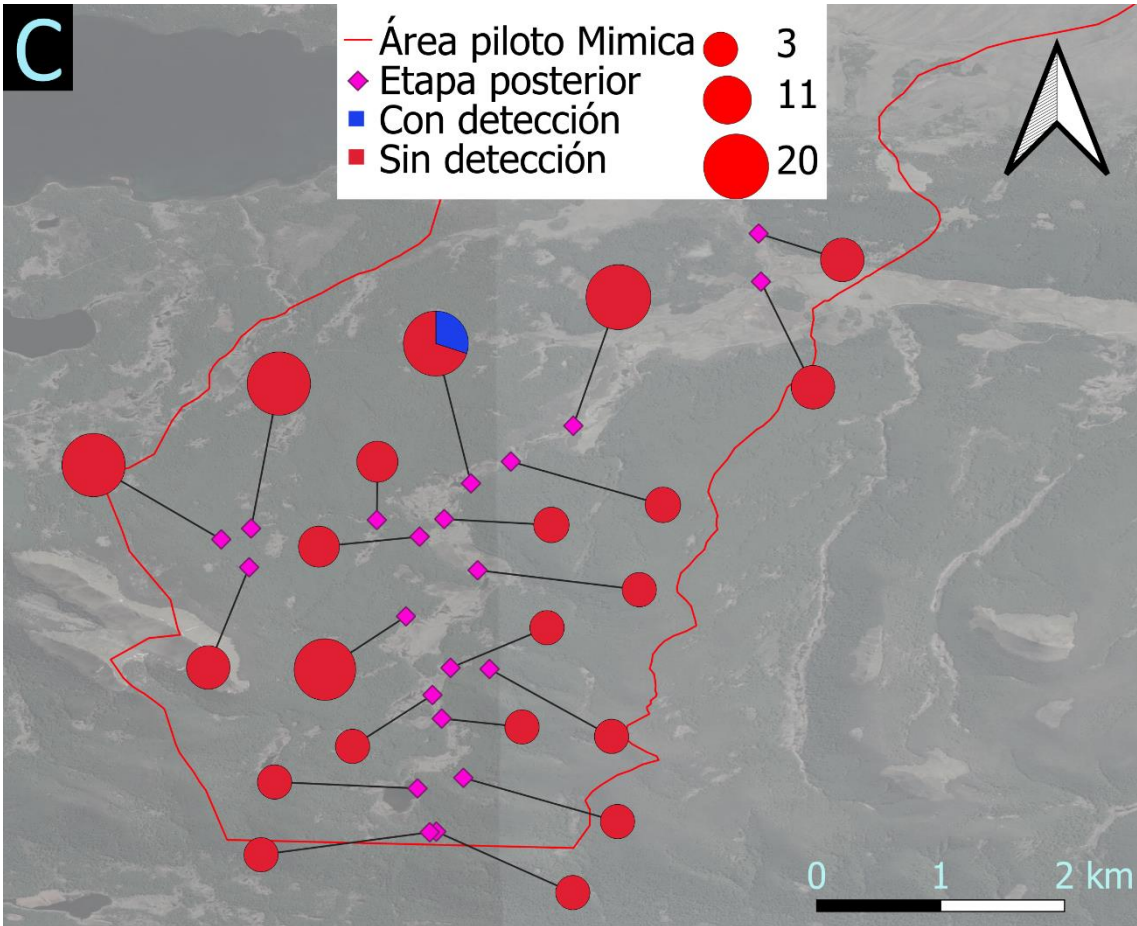 C
Área piloto Mimica
Etapa posterior
Con detección
Sin detección
3
11
20
0 1 2 km